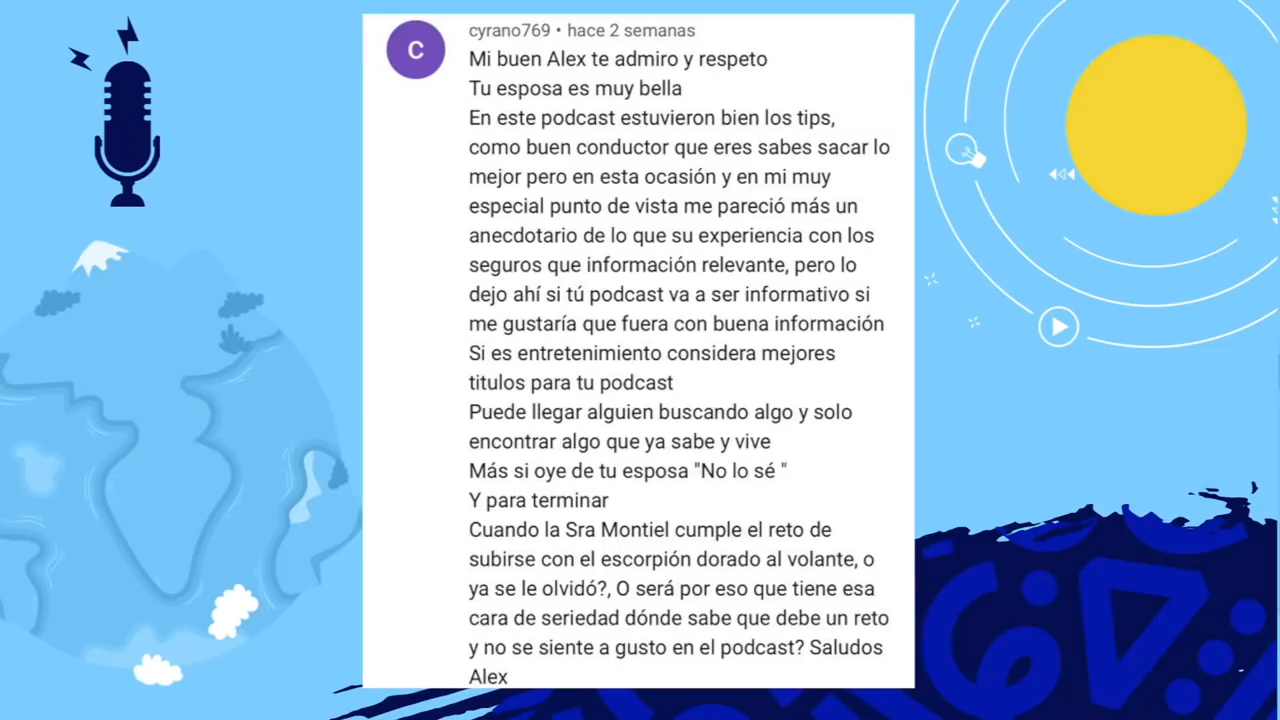 C
cyrano769 • hace 2 semanas
Mi buen Alex te admiro y respeto
Tu esposa es muy bella
En este podcast estuvieron bien los tips,
como buen conductor que eres sabes sacar lo
mejor pero en esta ocasión y en mi muy
especial punto de vista me pareció más un
anecdotario de lo que su experiencia con los
seguros que información relevante, pero lo
dejo ahí si tú podcast va a ser informativo si
me gustaría que fuera con buena información
Si es entretenimiento considera mejores
titulos para tu podcast
Puede llegar alguien buscando algo y solo
encontrar algo que ya sabe y vive
Más si oye de tu esposa "No lo sé "
Y para terminar
Cuando la Sra Montiel cumple el reto de
subirse con el escorpión dorado al volante, o
ya se le olvidó?, O será por eso que tiene esa
cara de seriedad dónde sabe que debe un reto
y no se siente a gusto en el podcast? Saludos
Alex